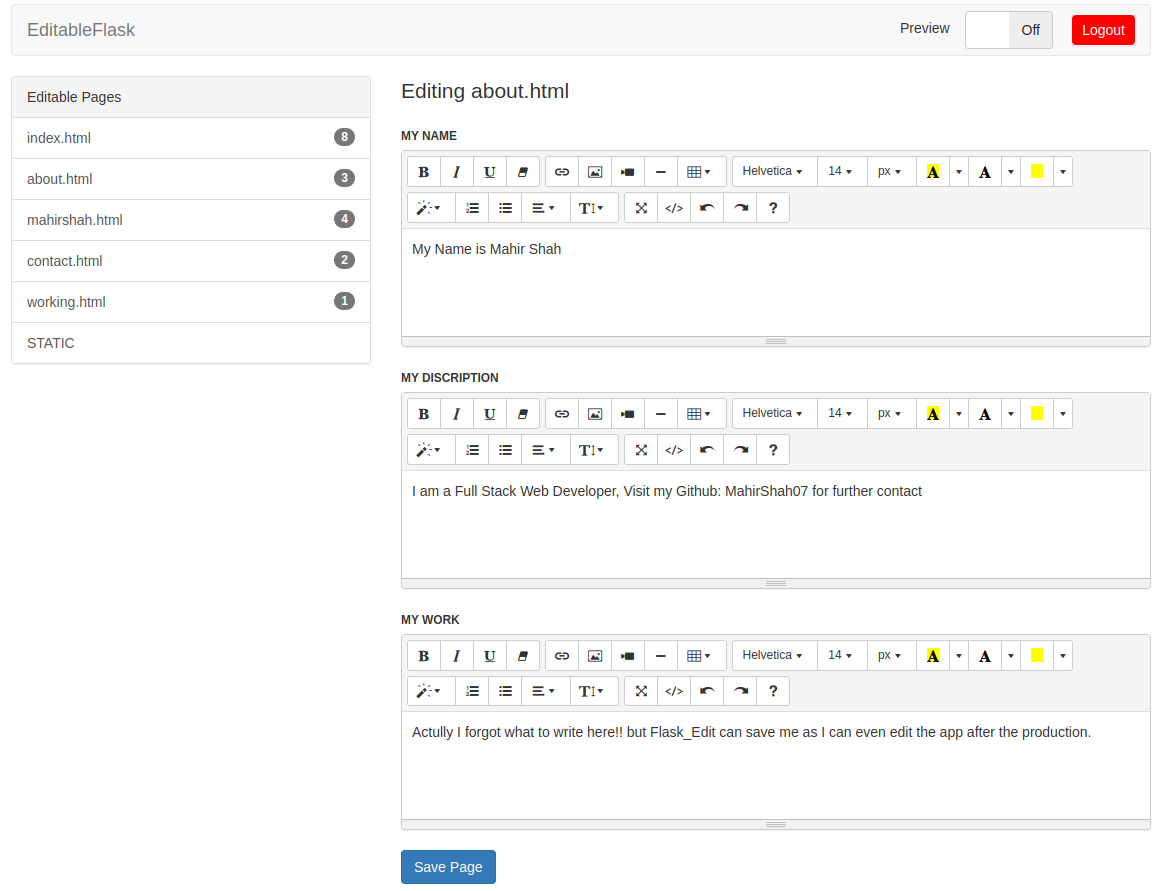 EditableFlask
Preview Off Logout
Editable Pages
index.html 8
about.html 3
mahirshah.html 4
contact.html 2
working.html 1
STATIC
Editing about.html
MY NAME
B I U Helvetica 14 px A A
T </> ?
My Name is Mahir Shah
MY DISCRIPTION
B I U Helvetica 14 px A A
T </> ?
I am a Full Stack Web Developer, Visit my Github: MahirShah07 for further contact
MY WORK
B I U Helvetica 14 px A A
T </> ?
Actully I forgot what to write here!! but Flask_Edit can save me as I can even edit the app after the production.
Save Page